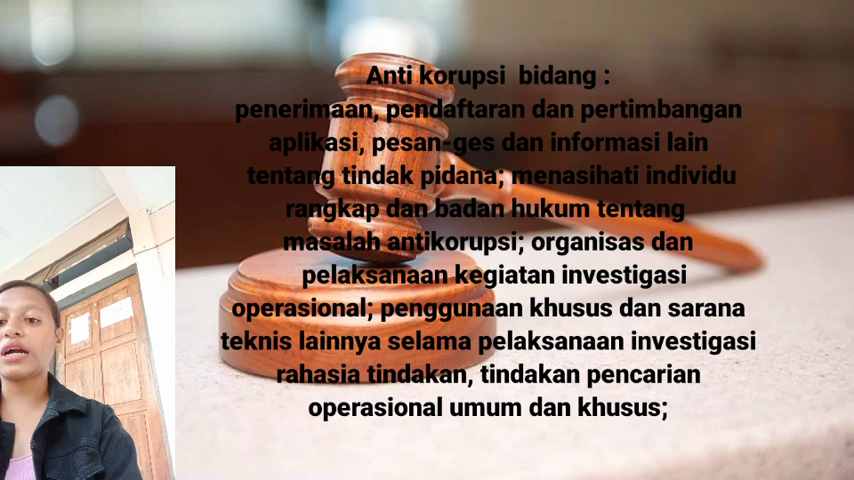 Anti korupsi bidang :
penerimaan, pendaftaran dan pertimbangan
aplikasi, pesan-ges dan informasi lain
tentang tindak pidana; menasihati individu
rangkap dan badan hukum tentang
masalah antikorupsi; organisas dan
pelaksanaan kegiatan investigasi
operasional; penggunaan khusus dan sarana
teknis lainnya selama pelaksanaan investigasi
rahasia tindakan, tindakan pencarian
operasional umum dan khusus;